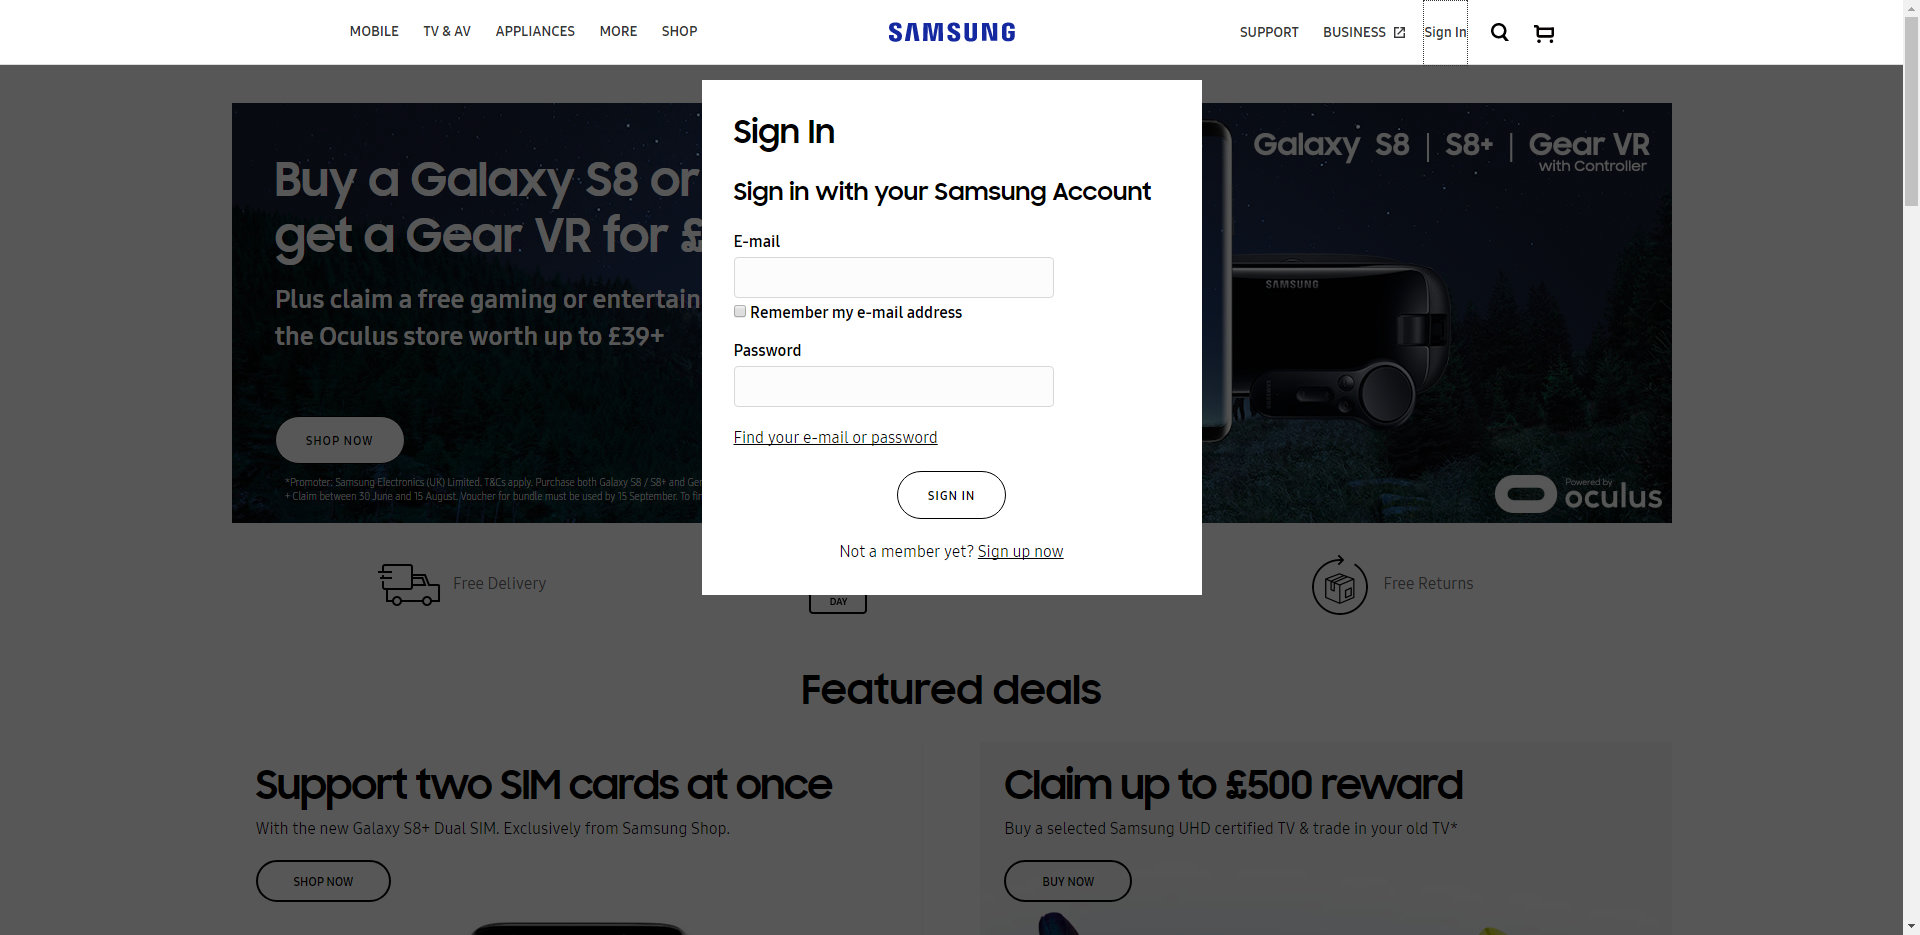 MOBILE TV & AV APPLIANCES MORE SHOP SAMSUNG SUPPORT BUSINESS Sign In
Sign In
Sign in with your Samsung Account
E-mail
Remember my e-mail address
Password
Find your e-mail or password
SIGN IN
Not a member yet? Sign up now
Buy a Galaxy S8 or
get a Gear VR for £
Plus claim a free gaming or entertain
the Oculus store worth up to £39+
SHOP NOW
*Promoter: Samsung Electronics (UK) Limited. T&Cs apply. Purchase both Galaxy S8 / S8+ and Ger
+ Claim between 30 June and 15 August. Voucher for bundle must be used by 15 September. To fin
Galaxy S8 | S8+ | Gear VR
with Controller
SAMSUNG
Powered by
oculus
Free Delivery
DAY
Free Returns
Featured deals
Support two SIM cards at once
With the new Galaxy S8+ Dual SIM. Exclusively from Samsung Shop.
SHOP NOW
Claim up to £500 reward
Buy a selected Samsung UHD certified TV & trade in your old TV*
BUY NOW